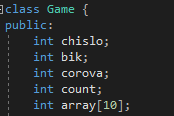 class Game {
public:
int chislo;
int bik;
int corova;
int count;
int array[10];